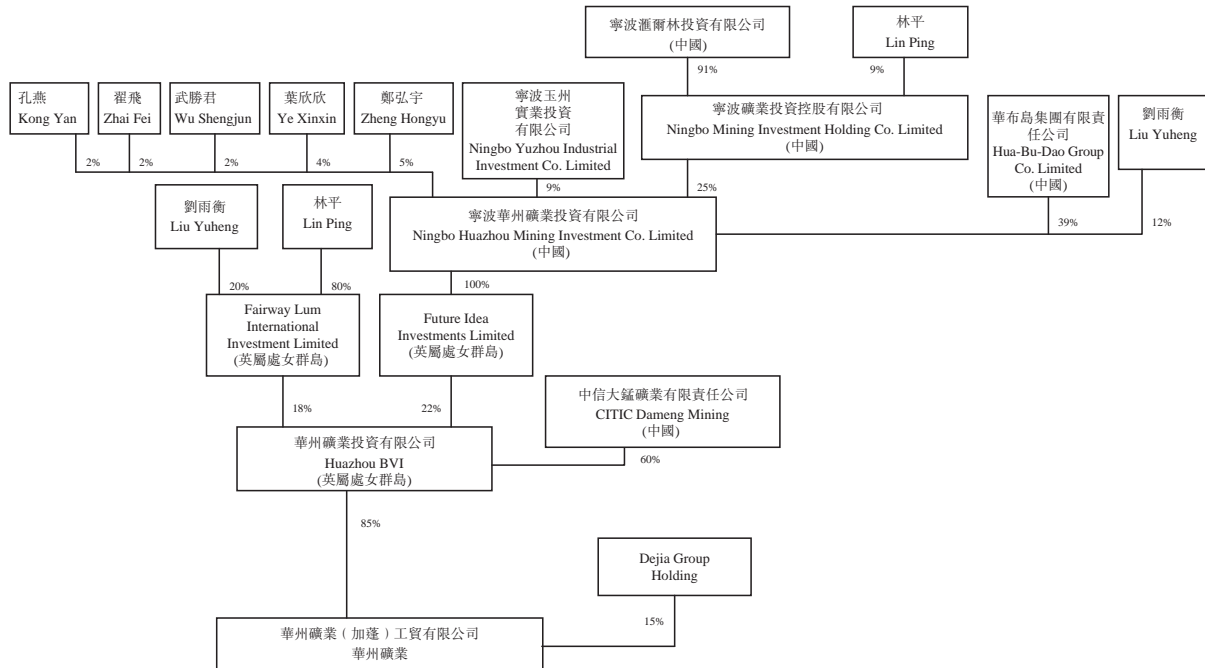 寧波滙爾林投資有限公司
(中國)
林平
Lin Ping
91%
9%
孔燕
Kong Yan
翟飛
Zhai Fei
武勝君
Wu Shengjun
葉欣欣
Ye Xinxin
鄭弘宇
Zheng Hongyu
寧波玉州
實業投資
有限公司
Ningbo Yuzhou Industrial
Investment Co. Limited
寧波礦業投資控股有限公司
Ningbo Mining Investment Holding Co. Limited
(中國)
華布島集團有限責
任公司
Hua-Bu-Dao Group
Co. Limited
(中國)
劉雨衡
Liu Yuheng
2%
2%
2%
4%
5%
9%
25%
39%
12%
劉雨衡
Liu Yuheng
林平
Lin Ping
寧波華州礦業投資有限公司
Ningbo Huazhou Mining Investment Co. Limited
(中國)
20%
80%
100%
Fairway Lum
International
Investment Limited
(英屬處女群島)
Future Idea
Investments Limited
(英屬處女群島)
18%
22%
中信大錳礦業有限責任公司
CITIC Dameng Mining
(中國)
60%
華州礦業投資有限公司
Huazhou BVI
(英屬處女群島)
85%
Dejia Group
Holding
15%
華州礦業（加蓬）工貿有限公司
華州礦業